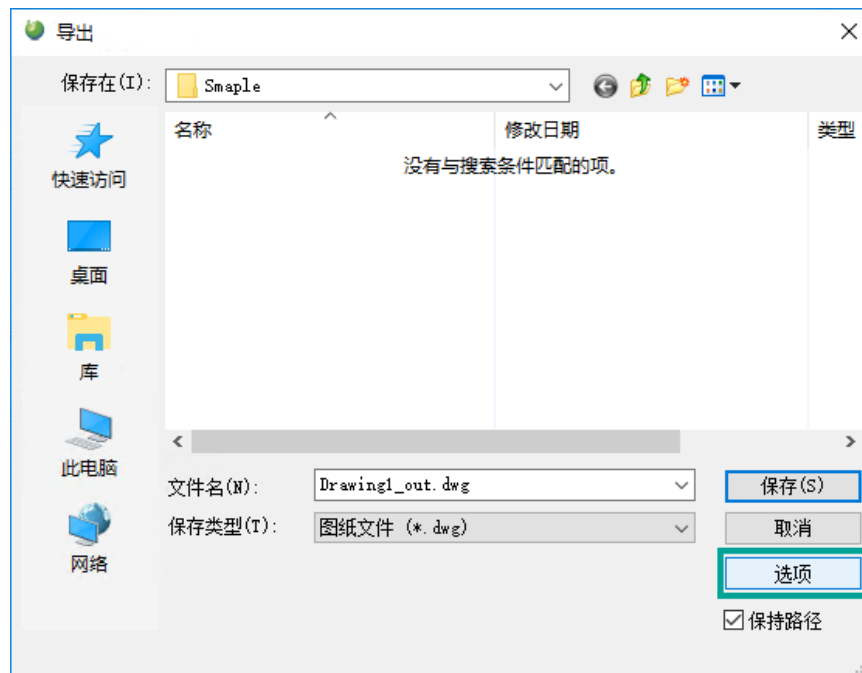 导出
保存在(I):
Smaple
名称
修改日期
类型
没有与搜索条件匹配的项。
快速访问
桌面
库
此电脑
网络
文件名(N):
Drawing1_out.dwg
保存(S)
保存类型(T):
图纸文件 (*.dwg)
取消
选项
保持路径